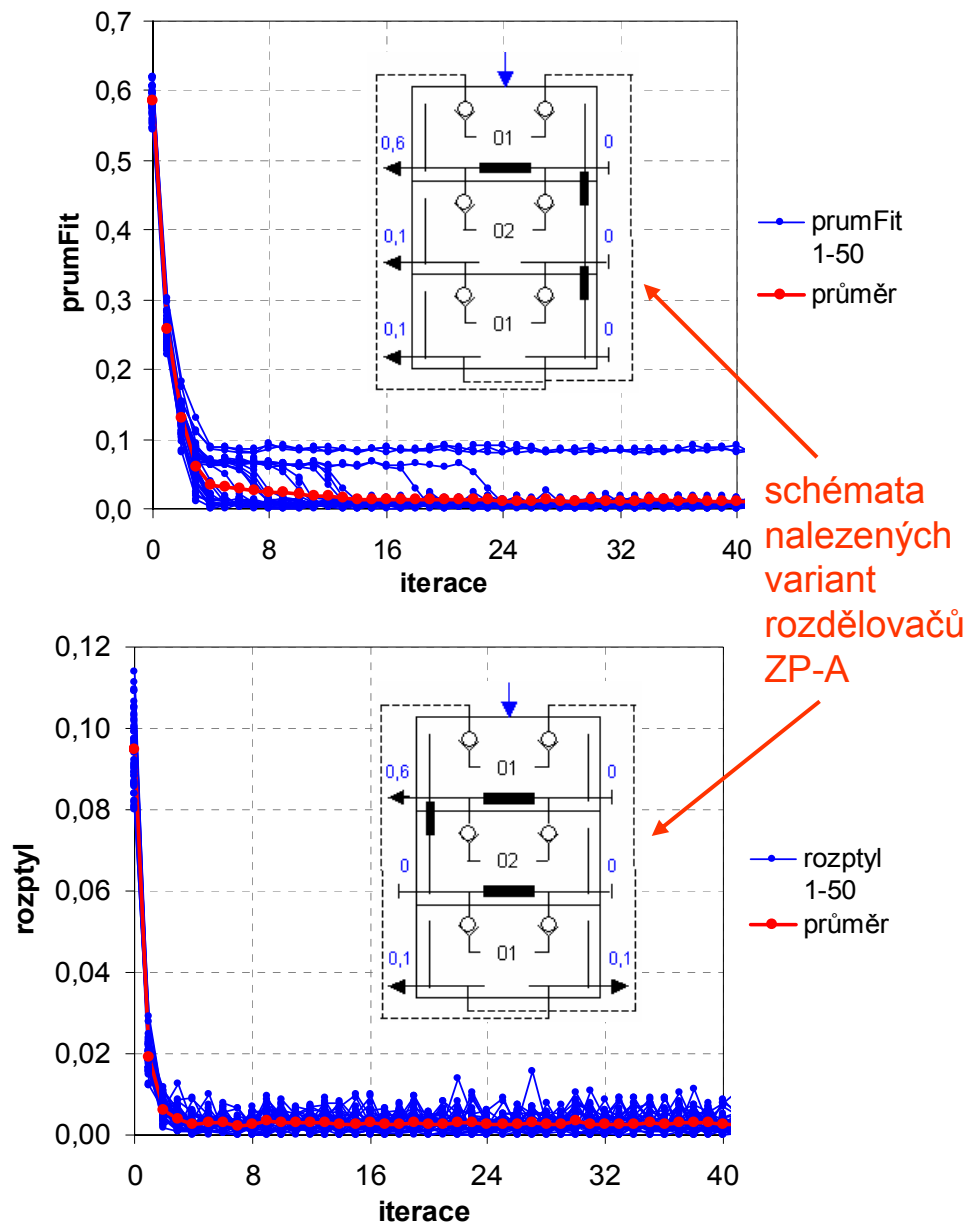 0,7
0,6
0,5
0,4
0,3
0,2
0,1
0,0
prumFit
0 8 16 24 32 40
iterace
01
0,6 0
02
0,1 0
01
0,1 0
prumFit
1-50
průměr
schémata
nalezených
variant
rozdělovačů
ZP-A
0,12
0,10
0,08
0,06
0,04
0,02
0,00
rozptyl
0 8 16 24 32 40
iterace
01
0,6 0
02
0 0
01
0,1 0,1
rozptyl
1-50
průměr